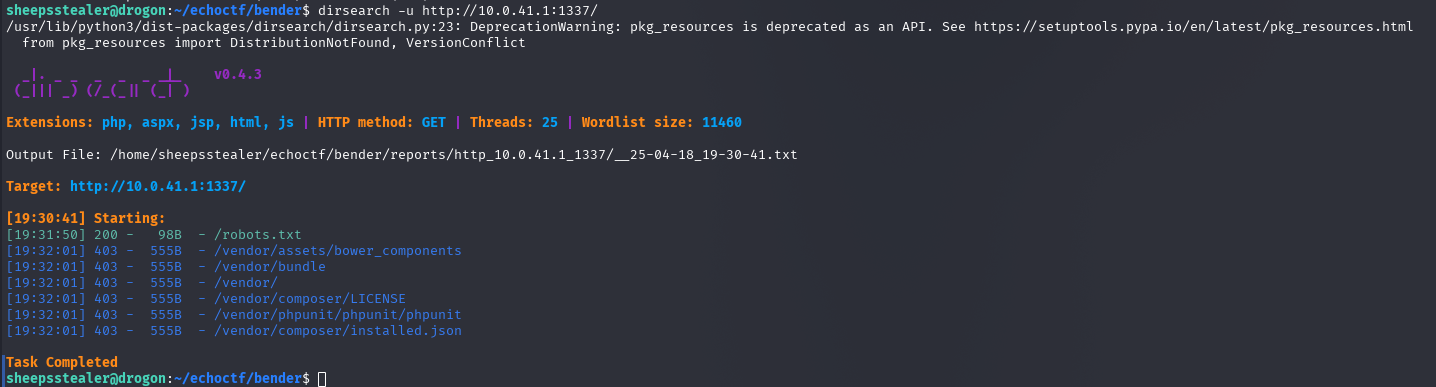 sheepsstealer@drogon:~/echoctf/bender$ dirsearch -u http://10.0.41.1:1337/
/usr/lib/python3/dist-packages/dirsearch/dirsearch.py:23: DeprecationWarning: pkg_resources is deprecated as an API. See https://setuptools.pypa.io/en/latest/pkg_resources.html
  from pkg_resources import DistributionNotFound, VersionConflict
  _|. _ _  _  _  _ _|_    v0.4.3
 (_||| _) (/_(_|| (_| )
Extensions: php, aspx, jsp, html, js | HTTP method: GET | Threads: 25 | Wordlist size: 11460
Output File: /home/sheepsstealer/echoctf/bender/reports/http_10.0.41.1_1337/__25-04-18_19-30-41.txt
Target: http://10.0.41.1:1337/
[19:30:41] Starting:
[19:31:50] 200 -   98B  - /robots.txt
[19:32:01] 403 -  555B  - /vendor/assets/bower_components
[19:32:01] 403 -  555B  - /vendor/bundle
[19:32:01] 403 -  555B  - /vendor/
[19:32:01] 403 -  555B  - /vendor/composer/LICENSE
[19:32:01] 403 -  555B  - /vendor/phpunit/phpunit/phpunit
[19:32:01] 403 -  555B  - /vendor/composer/installed.json
Task Completed
sheepsstealer@drogon:~/echoctf/bender$